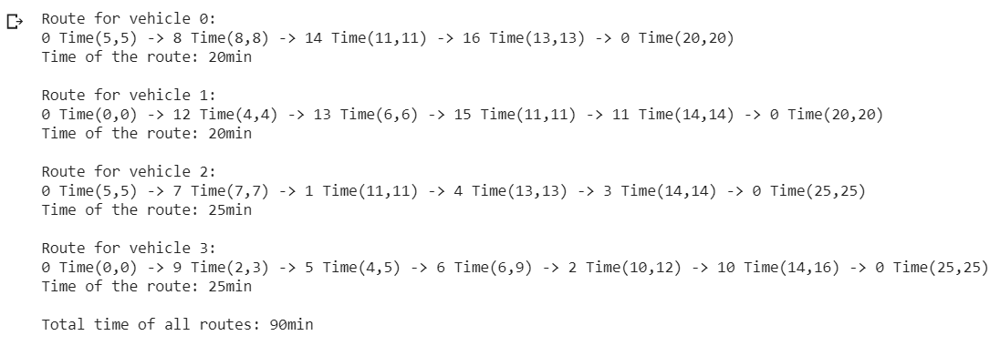 Route for vehicle 0:
0 Time(5,5) -> 8 Time(8,8) -> 14 Time(11,11) -> 16 Time(13,13) -> 0 Time(20,20)
Time of the route: 20min
Route for vehicle 1:
0 Time(0,0) -> 12 Time(4,4) -> 13 Time(6,6) -> 15 Time(11,11) -> 11 Time(14,14) -> 0 Time(20,20)
Time of the route: 20min
Route for vehicle 2:
0 Time(5,5) -> 7 Time(7,7) -> 1 Time(11,11) -> 4 Time(13,13) -> 3 Time(14,14) -> 0 Time(25,25)
Time of the route: 25min
Route for vehicle 3:
0 Time(0,0) -> 9 Time(2,3) -> 5 Time(4,5) -> 6 Time(6,9) -> 2 Time(10,12) -> 10 Time(14,16) -> 0 Time(25,25)
Time of the route: 25min
Total time of all routes: 90min